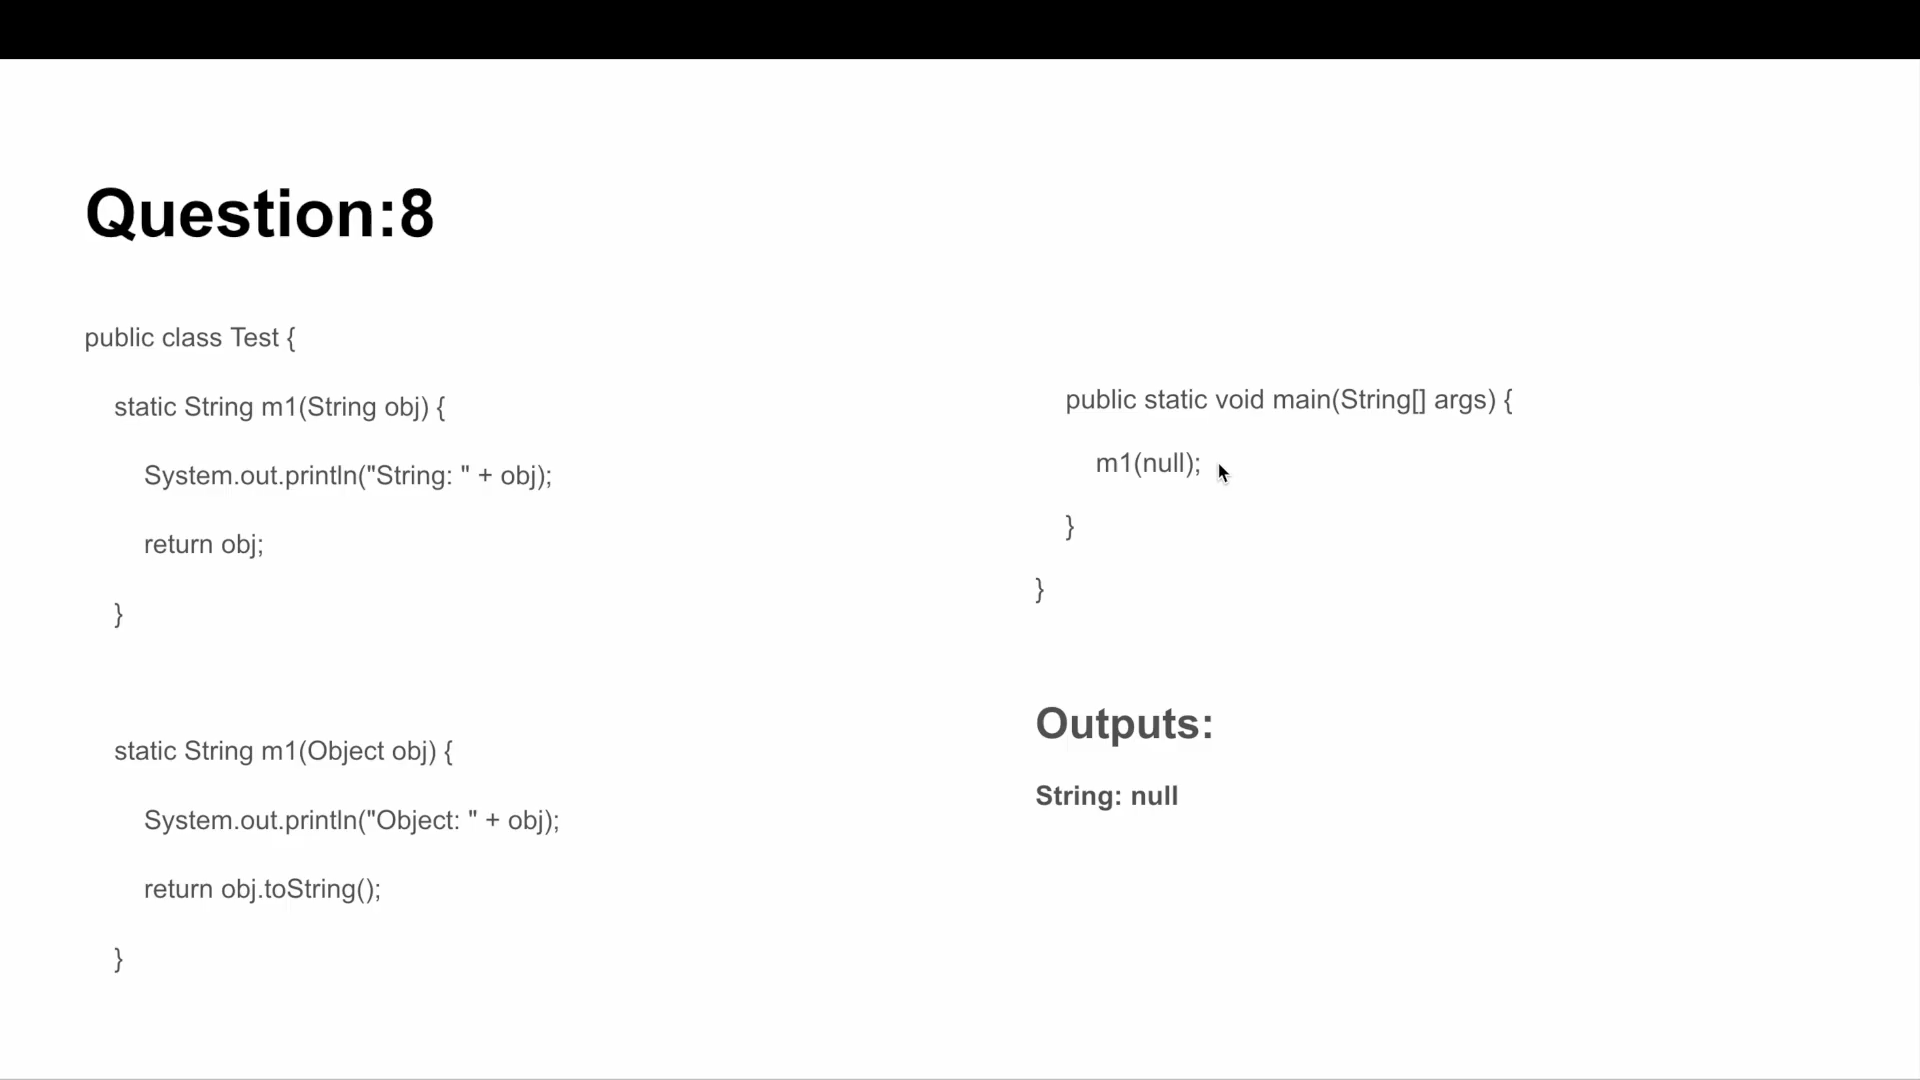 Question:8
public class Test {
static String m1(String obj) {
System.out.println("String: " + obj);
return obj;
}
static String m1(Object obj) {
System.out.println("Object: " + obj);
return obj.toString();
}
public static void main(String[] args) {
m1(null);
}
}
Outputs:
String: null